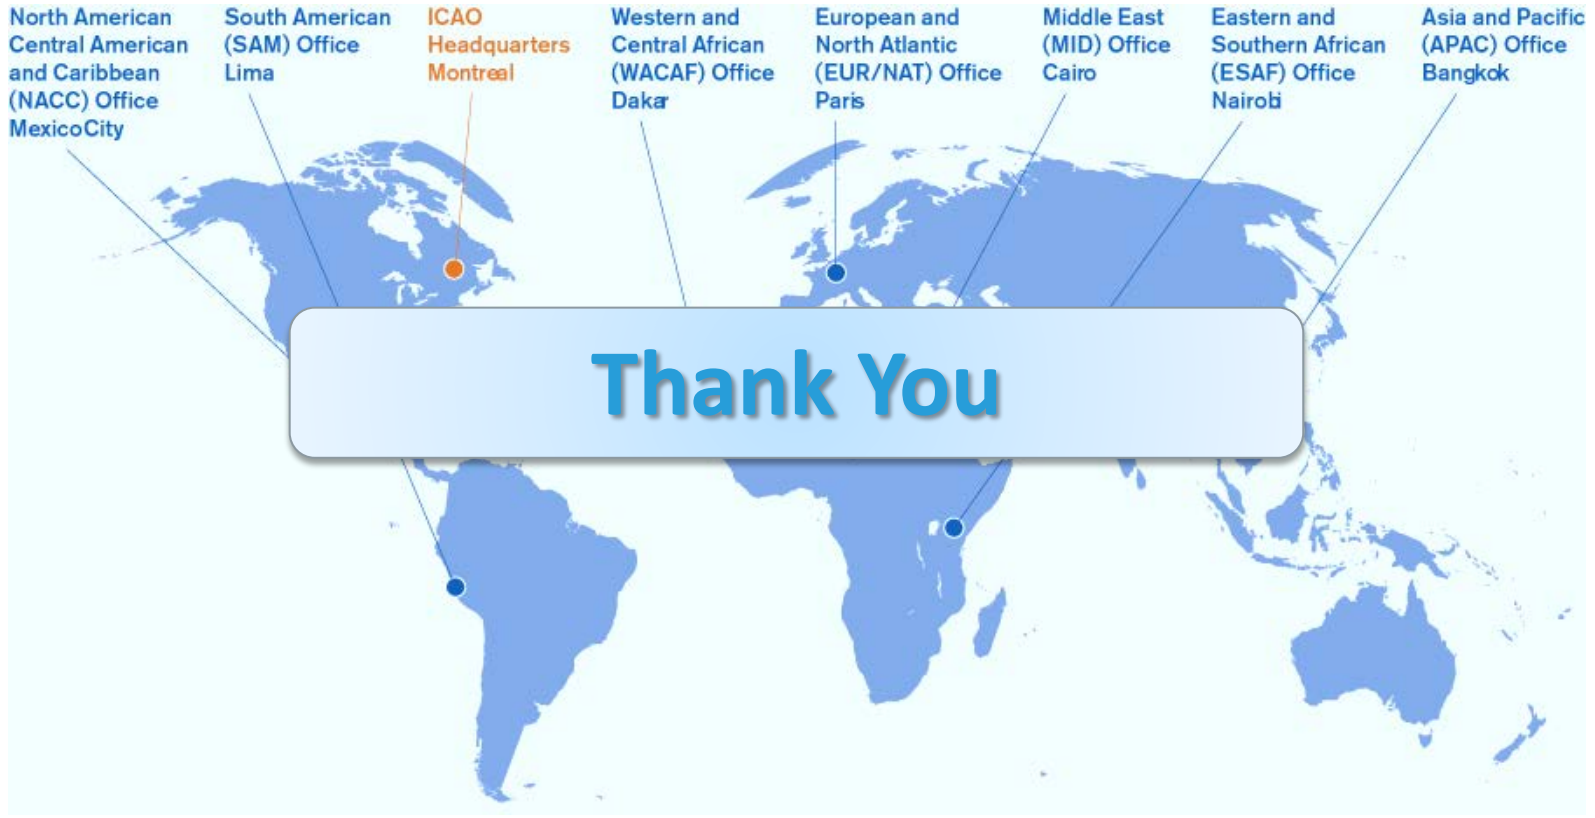 North American
Central American
and Caribbean
(NACC) Office
MexicoCity
South American
(SAM) Office
Lima
ICAO
Headquarters
Montreal
Western and
Central African
(WACAF) Office
Dakar
European and
North Atlantic
(EUR/NAT) Office
Paris
Middle East
(MID) Office
Cairo
Eastern and
Southern African
(ESAF) Office
Nairobi
Asia and Pacific
(APAC) Office
Bangkok
Thank You